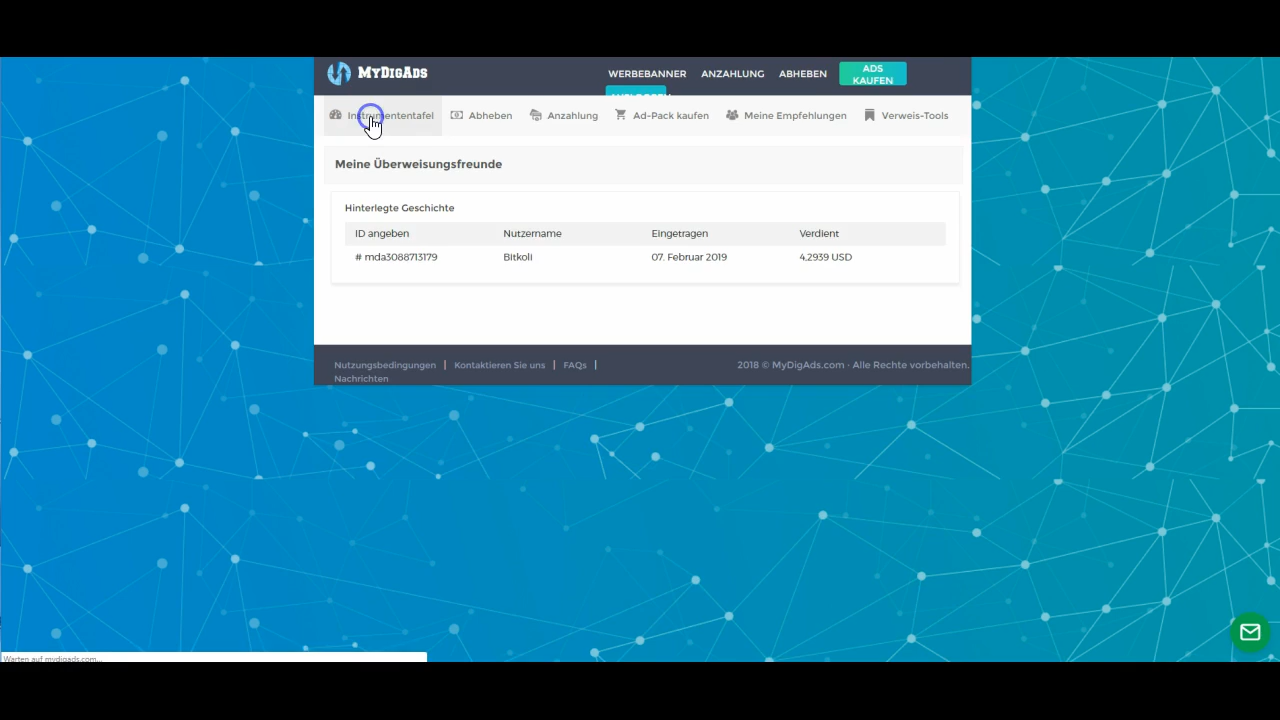 MyDigAds
WERBEBANNER ANZAHLUNG ABHEBEN ADS KAUFEN
Instrumententafel Abheben Anzahlung Ad-Pack kaufen Meine Empfehlungen Verweis-Tools
Meine Überweisungsfreunde
Hinterlegte Geschichte
ID angeben Nutzername Eingetragen Verdient
# mda3088713179 Bitkoli 07. Februar 2019 4,2939 USD
Nutzungsbedingungen | Kontaktieren Sie uns | FAQs | 2018 © MyDigAds.com · Alle Rechte vorbehalten.
Nachrichten
Warten auf mydigads.com...